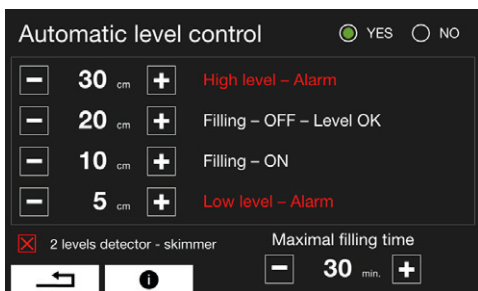 Automatic level control YES NO
30 cm High level – Alarm
20 cm Filling – OFF – Level OK
10 cm Filling – ON
5 cm Low level – Alarm
2 levels detector - skimmer
Maximal filling time
30 min.